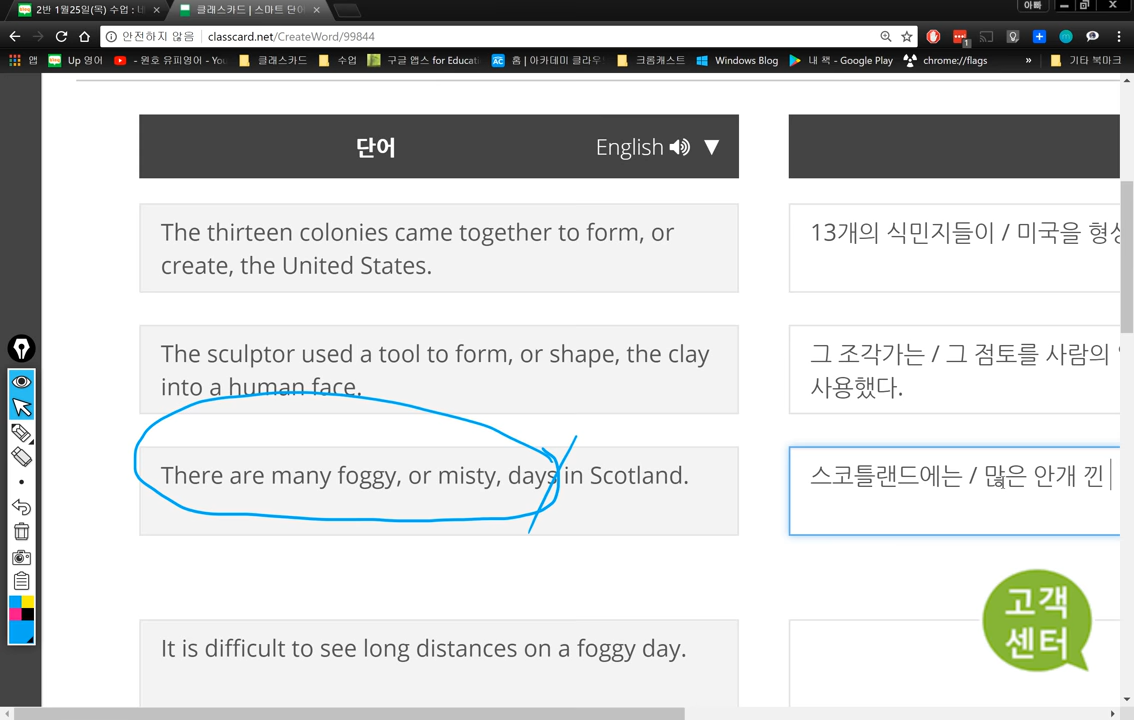 2반 1월25일(목) 수업 : 네
클래스카드 | 스마트 단어
아빠
안전하지 않음
classcard.net/CreateWord/99844
앱
Up 영어
- 원호 유피영어 - You
클래스카드
수업
구글 앱스 for Educati
홈 | 아카데미 클라우
크롬캐스트
Windows Blog
내 책 - Google Play
chrome://flags
»
기타 북마크
단어
English
The thirteen colonies came together to form, or
create, the United States.
13개의 식민지들이 / 미국을 형성
The sculptor used a tool to form, or shape, the clay
into a human face.
그 조각가는 / 그 점토를 사람의
사용했다.
There are many foggy, or misty, days in Scotland.
스코틀랜드에는 / 많은 안개 낀
고객
센터
It is difficult to see long distances on a foggy day.